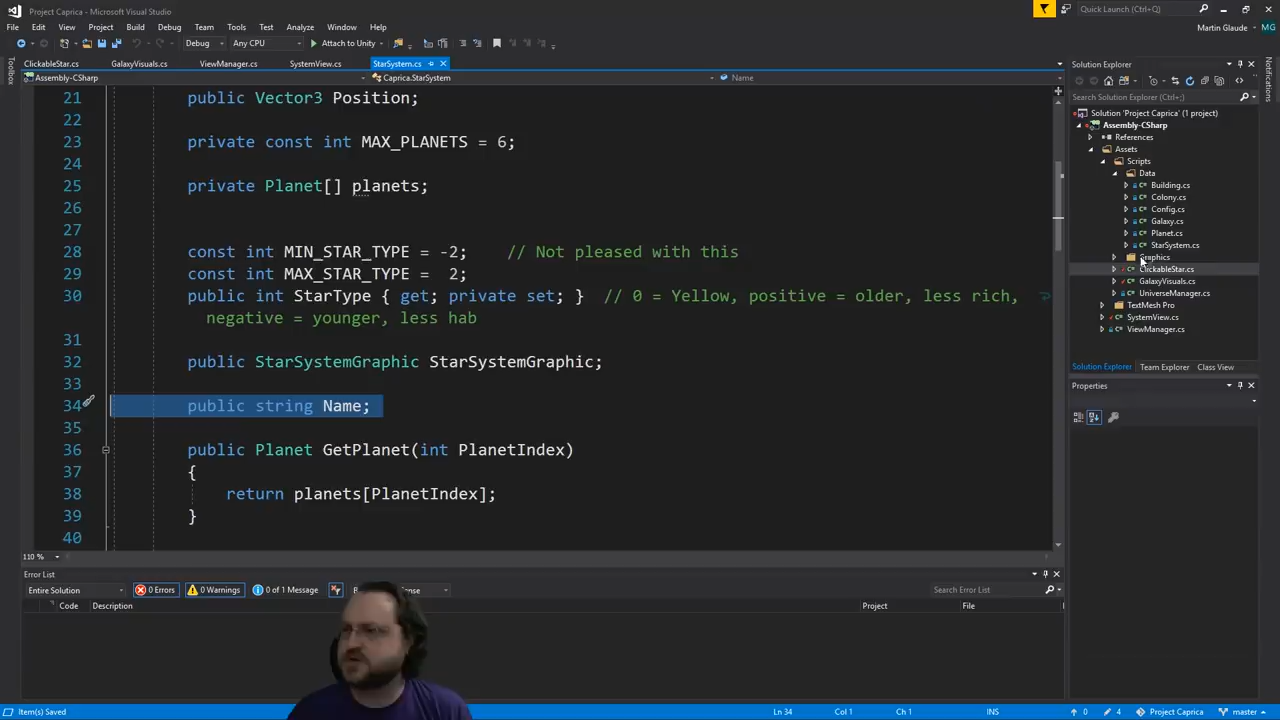 Project Caprica - Microsoft Visual Studio
Quick Launch (Ctrl+Q)
File Edit View Project Build Debug Team Tools Test Analyze Window Help
Martin Glaude MG
Debug Any CPU Attach to Unity
Toolbox
ClickableStar.cs GalaxyVisuals.cs ViewManager.cs SystemView.cs StarSystem.cs
Assembly-CSharp Caprica.StarSystem Name
21 public Vector3 Position;
22
23 private const int MAX_PLANETS = 6;
24
25 private Planet[] planets;
26
27
28 const int MIN_STAR_TYPE = -2; // Not pleased with this
29 const int MAX_STAR_TYPE = 2;
30 public int StarType { get; private set; } // 0 = Yellow, positive = older, less rich,
negative = younger, less hab
31
32 public StarSystemGraphic StarSystemGraphic;
33
34 public string Name;
35
36 public Planet GetPlanet(int PlanetIndex)
37 {
38 return planets[PlanetIndex];
39 }
40
110 %
Error List
Entire Solution 0 Errors 0 Warnings 0 of 1 Message
Search Error List
Code Description Project File
Solution Explorer
Search Solution Explorer (Ctrl+;)
Solution 'Project Caprica' (1 project)
Assembly-CSharp
References
Assets
Scripts
Data
Building.cs
Colony.cs
Config.cs
Galaxy.cs
Planet.cs
StarSystem.cs
Graphics
ClickableStar.cs
GalaxyVisuals.cs
UniverseManager.cs
TextMesh Pro
SystemView.cs
ViewManager.cs
Solution Explorer Team Explorer Class View
Properties
Notifications
Item(s) Saved Ln 34 Col 1 Ch 1 INS 0 4 Project Caprica master